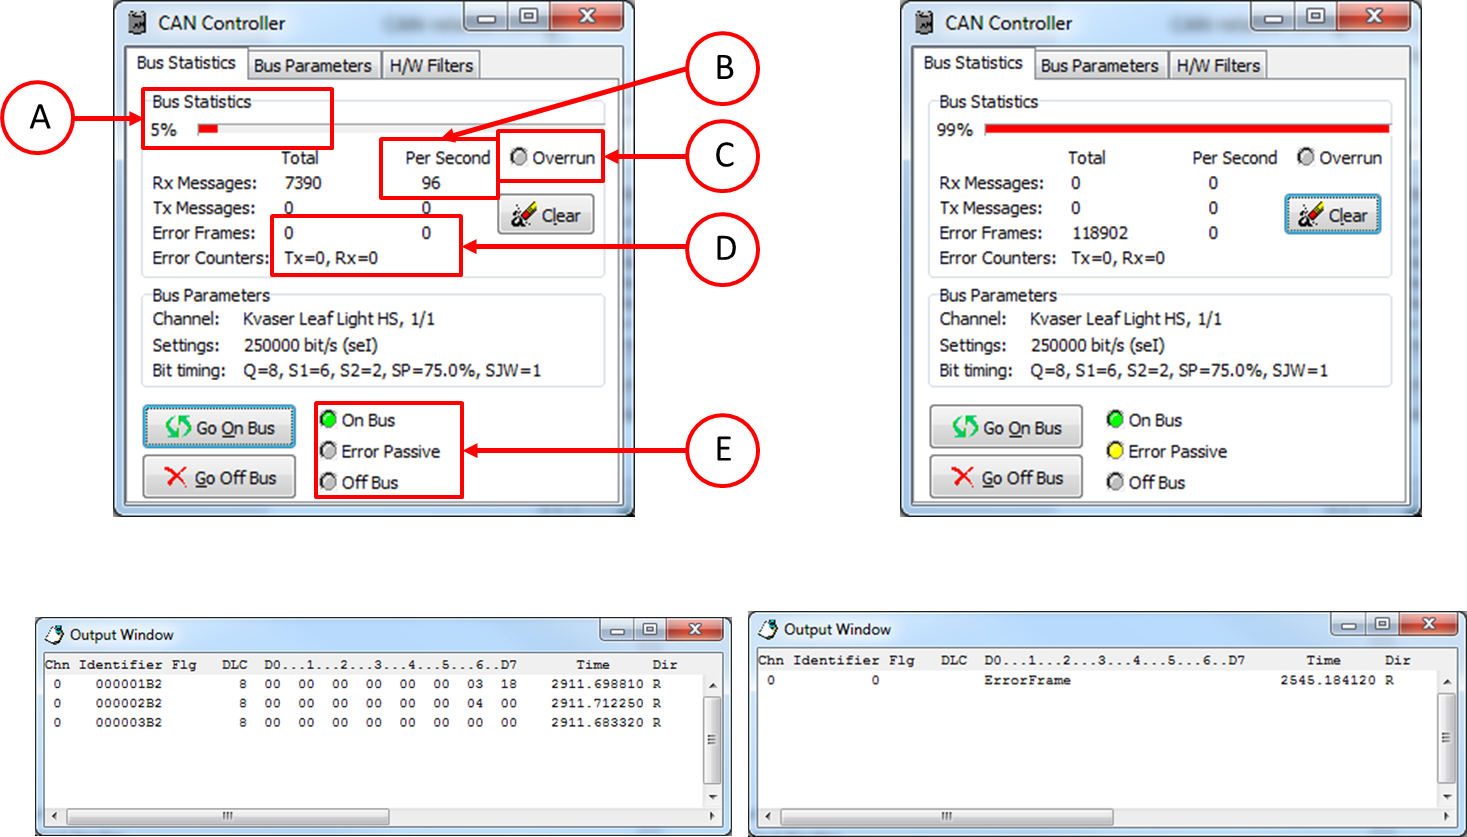 CAN Controller
Bus Statistics Bus Parameters H/W Filters
Bus Statistics
5%
Total Per Second Overrun
Rx Messages: 7390 96
Tx Messages: 0 0
Clear
Error Frames: 0 0
Error Counters: Tx=0, Rx=0
Bus Parameters
Channel: Kvaser Leaf Light HS, 1/1
Settings: 250000 bit/s (seI)
Bit timing: Q=8, S1=6, S2=2, SP=75.0%, SJW=1
Go On Bus
On Bus
Error Passive
Go Off Bus
Off Bus
A
B
C
D
E
CAN Controller
Bus Statistics Bus Parameters H/W Filters
Bus Statistics
99%
Total Per Second Overrun
Rx Messages: 0 0
Tx Messages: 0 0
Clear
Error Frames: 118902 0
Error Counters: Tx=0, Rx=0
Bus Parameters
Channel: Kvaser Leaf Light HS, 1/1
Settings: 250000 bit/s (seI)
Bit timing: Q=8, S1=6, S2=2, SP=75.0%, SJW=1
Go On Bus
On Bus
Error Passive
Go Off Bus
Off Bus
Output Window
Chn Identifier Flg DLC D0...1...2...3...4...5...6..D7 Time Dir
0 000001B2 8 00 00 00 00 00 00 03 18 2911.698810 R
0 000002B2 8 00 00 00 00 00 00 04 00 2911.712250 R
0 000003B2 8 00 00 00 00 00 00 00 00 2911.683320 R
Output Window
Chn Identifier Flg DLC D0...1...2...3...4...5...6..D7 Time Dir
0 0 ErrorFrame 2545.184120 R